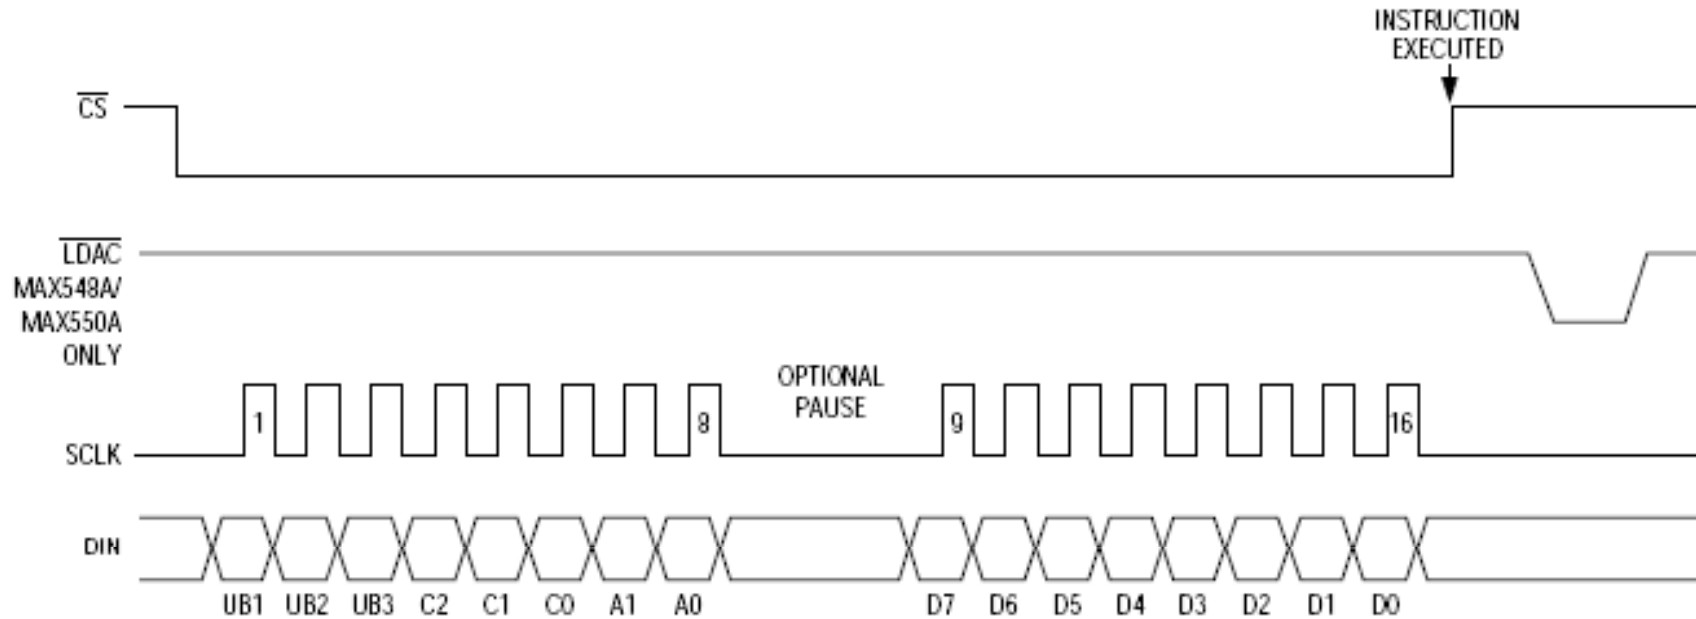 INSTRUCTION
EXECUTED
CS
LDAC
MAX548A/
MAX550A
ONLY
OPTIONAL
PAUSE
1
8
9
16
SCLK
DIN
UB1 UB2 UB3 C2 C1 C0 A1 A0 D7 D6 D5 D4 D3 D2 D1 D0